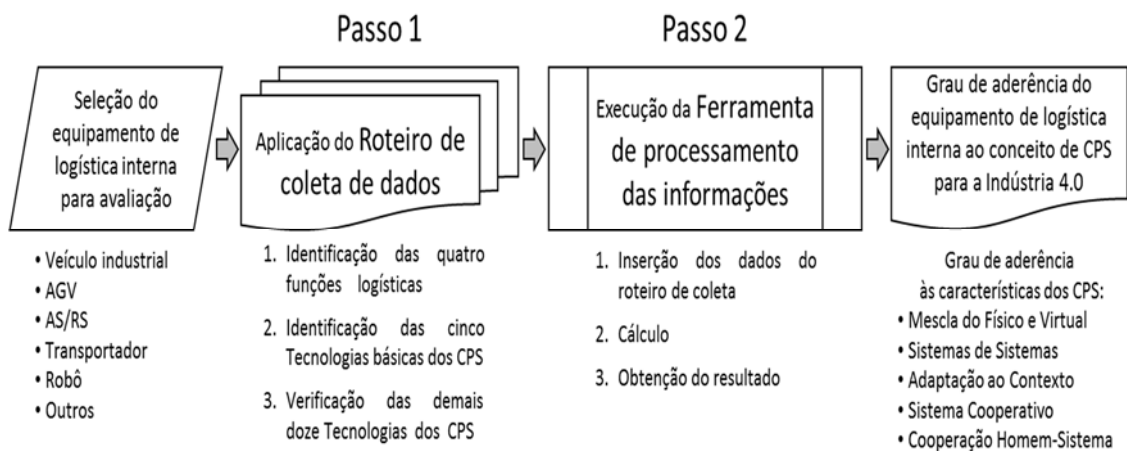 Passo 1
Passo 2
Seleção do
equipamento de
logística interna
para avaliação
Aplicação do Roteiro de
coleta de dados
Execução da Ferramenta
de processamento
das informações
Grau de aderência do
equipamento de logística
interna ao conceito de CPS
para a Indústria 4.0
• Veículo industrial
• AGV
• AS/RS
• Transportador
• Robô
• Outros
1. Identificação das quatro
funções logísticas
2. Identificação das cinco
Tecnologias básicas dos CPS
3. Verificação das demais
doze Tecnologias dos CPS
1. Inserção dos dados do
roteiro de coleta
2. Cálculo
3. Obtenção do resultado
Grau de aderência
às características dos CPS:
• Mescla do Físico e Virtual
• Sistemas de Sistemas
• Adaptação ao Contexto
• Sistema Cooperativo
• Cooperação Homem-Sistema